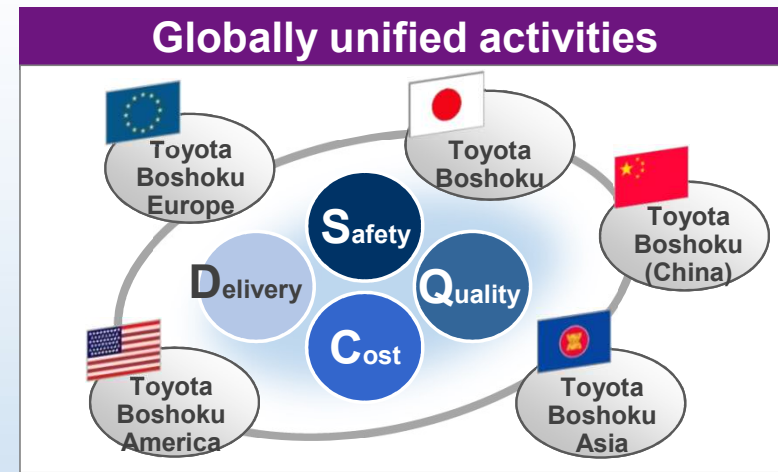 Globally unified activities
Toyota
Boshoku
Europe
Toyota
Boshoku
Toyota
Boshoku
(China)
Safety
Delivery
Quality
Cost
Toyota
Boshoku
America
Toyota
Boshoku
Asia